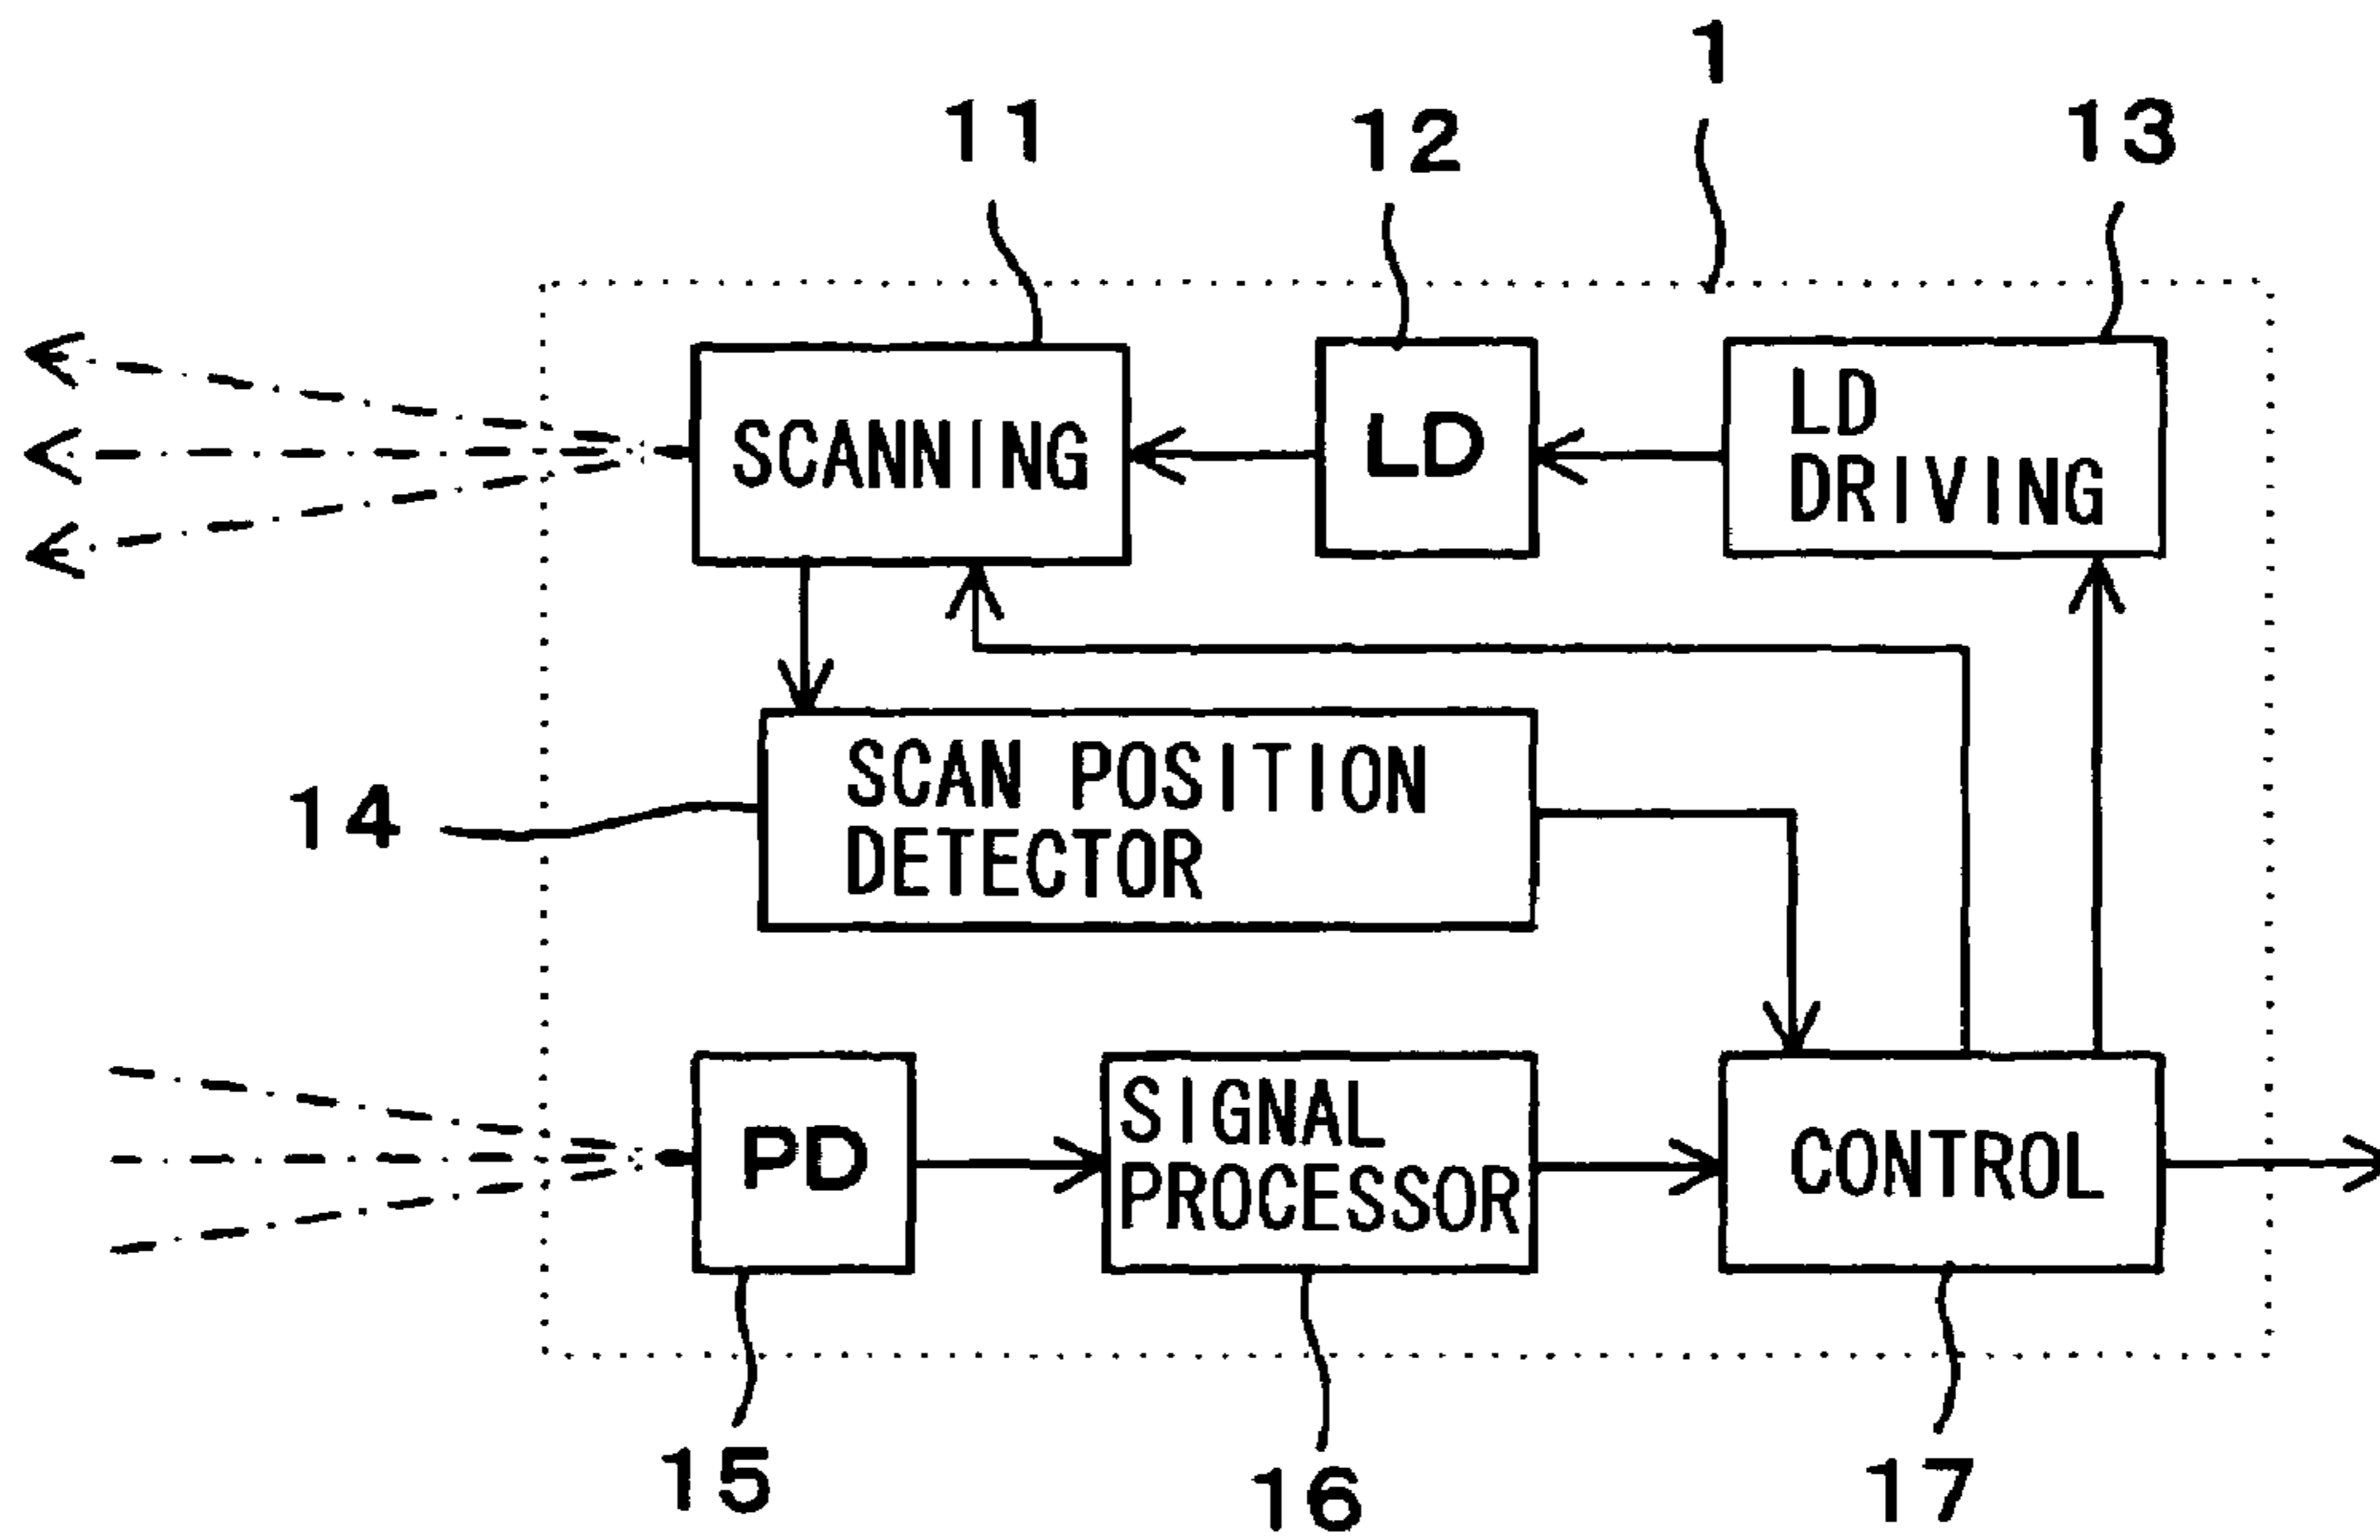 1
11
12
13
SCANNING
LD
LD
DRIVING
14
SCAN POSITION
DETECTOR
PD
SIGNAL
PROCESSOR
CONTROL
15
16
17